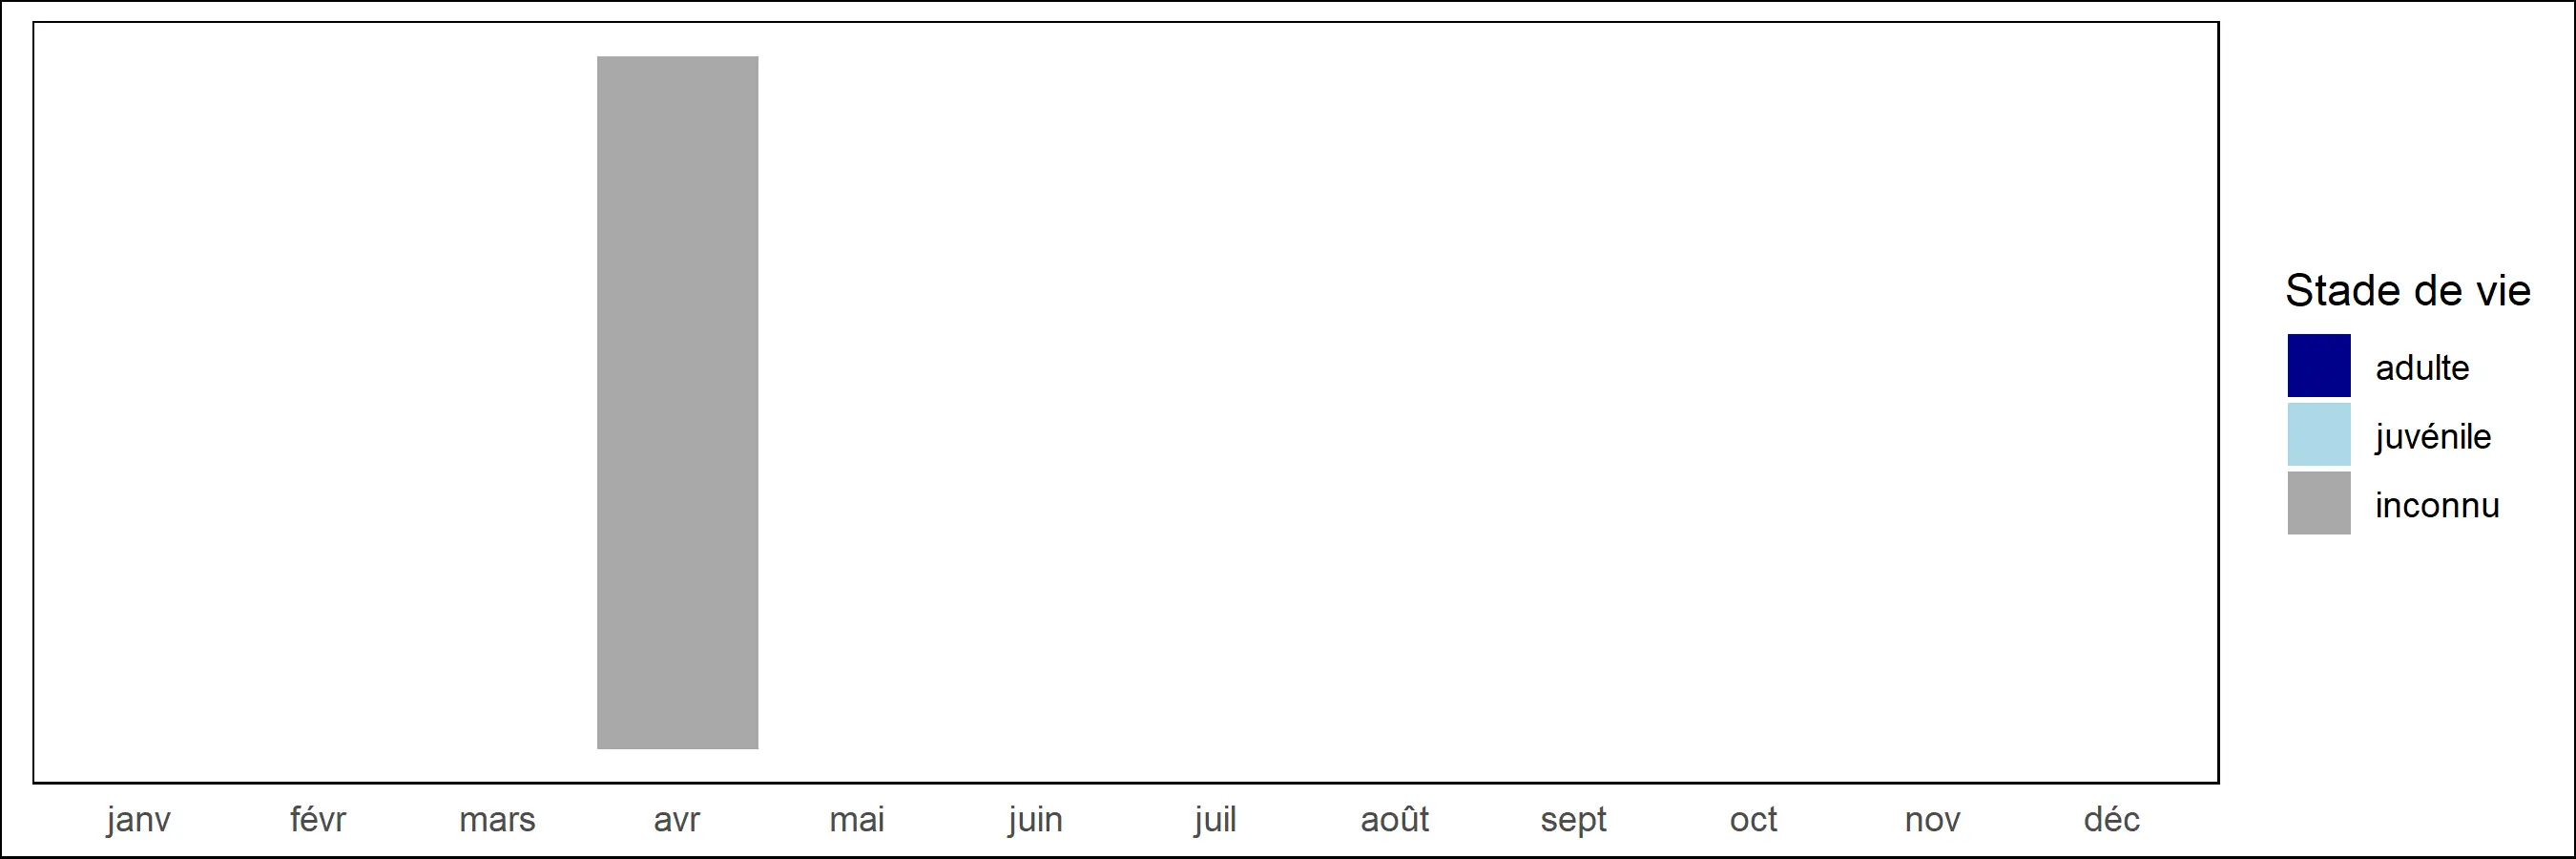 Stade de vie
adulte
juvénile
inconnu
janv févr mars avr mai juin juil août sept oct nov déc